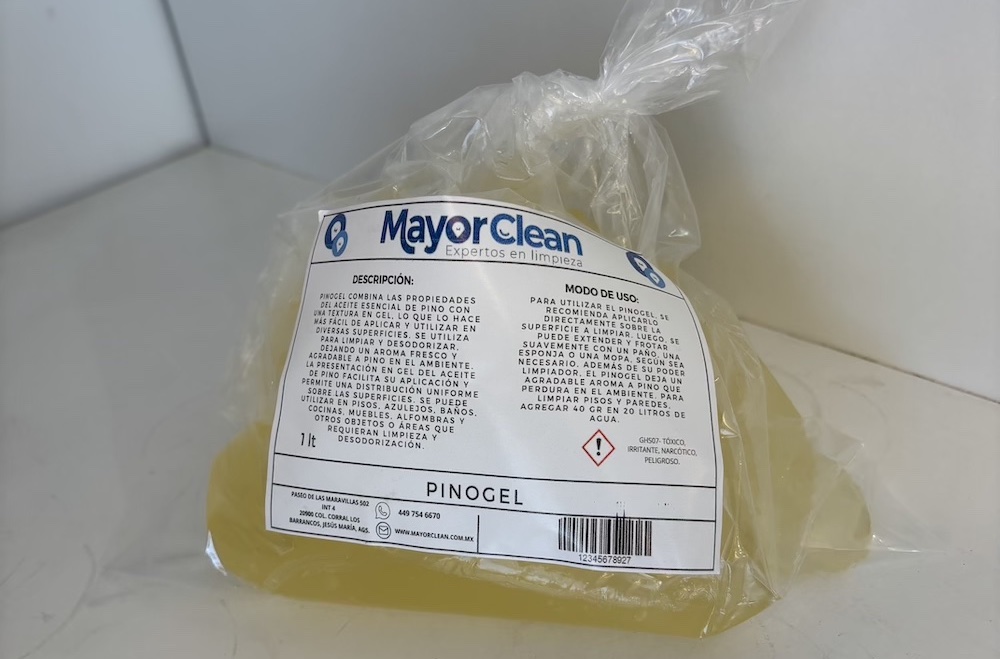 MayorClean
Expertos en limpieza
DESCRIPCIÓN:
PINOGEL COMBINA LAS PROPIEDADES
DEL ACEITE ESENCIAL DE PINO CON
UNA TEXTURA EN GEL, LO QUE LO HACE
MÁS FÁCIL DE APLICAR Y UTILIZAR EN
DIVERSAS SUPERFICIES. SE UTILIZA
PARA LIMPIAR Y DESODORIZAR,
DEJANDO UN AROMA FRESCO Y
AGRADABLE A PINO EN EL AMBIENTE.
LA PRESENTACIÓN EN GEL DEL ACEITE
DE PINO FACILITA SU APLICACIÓN Y
PERMITE UNA DISTRIBUCIÓN UNIFORME
SOBRE LAS SUPERFICIES. SE PUEDE
UTILIZAR EN PISOS, AZULEJOS, BAÑOS,
COCINAS, MUEBLES, ALFOMBRAS Y
OTROS OBJETOS O ÁREAS QUE
REQUIERAN LIMPIEZA Y
DESODORIZACIÓN.
1 lt
MODO DE USO:
PARA UTILIZAR EL PINOGEL, SE
RECOMIENDA APLICARLO
DIRECTAMENTE SOBRE LA
SUPERFICIE A LIMPIAR. LUEGO, SE
PUEDE EXTENDER Y FROTAR
SUAVEMENTE CON UN PAÑO, UNA
ESPONJA O UNA MOPA, SEGÚN SEA
NECESARIO. ADEMÁS DE SU PODER
LIMPIADOR, EL PINOGEL DEJA UN
AGRADABLE AROMA A PINO QUE
PERDURA EN EL AMBIENTE. PARA
LIMPIAR PISOS Y PAREDES,
AGREGAR 40 GR EN 20 LITROS DE
AGUA.
GHS07- TÓXICO,
IRRITANTE, NARCÓTICO,
PELIGROSO.
PINOGEL
PASEO DE LAS MARAVILLAS 502
INT 4
20900 COL. CORRAL LOS
BARRANCOS, JESÚS MARÍA, AGS.
449 754 6670
WWW.MAYORCLEAN.COM.MX
12345678927